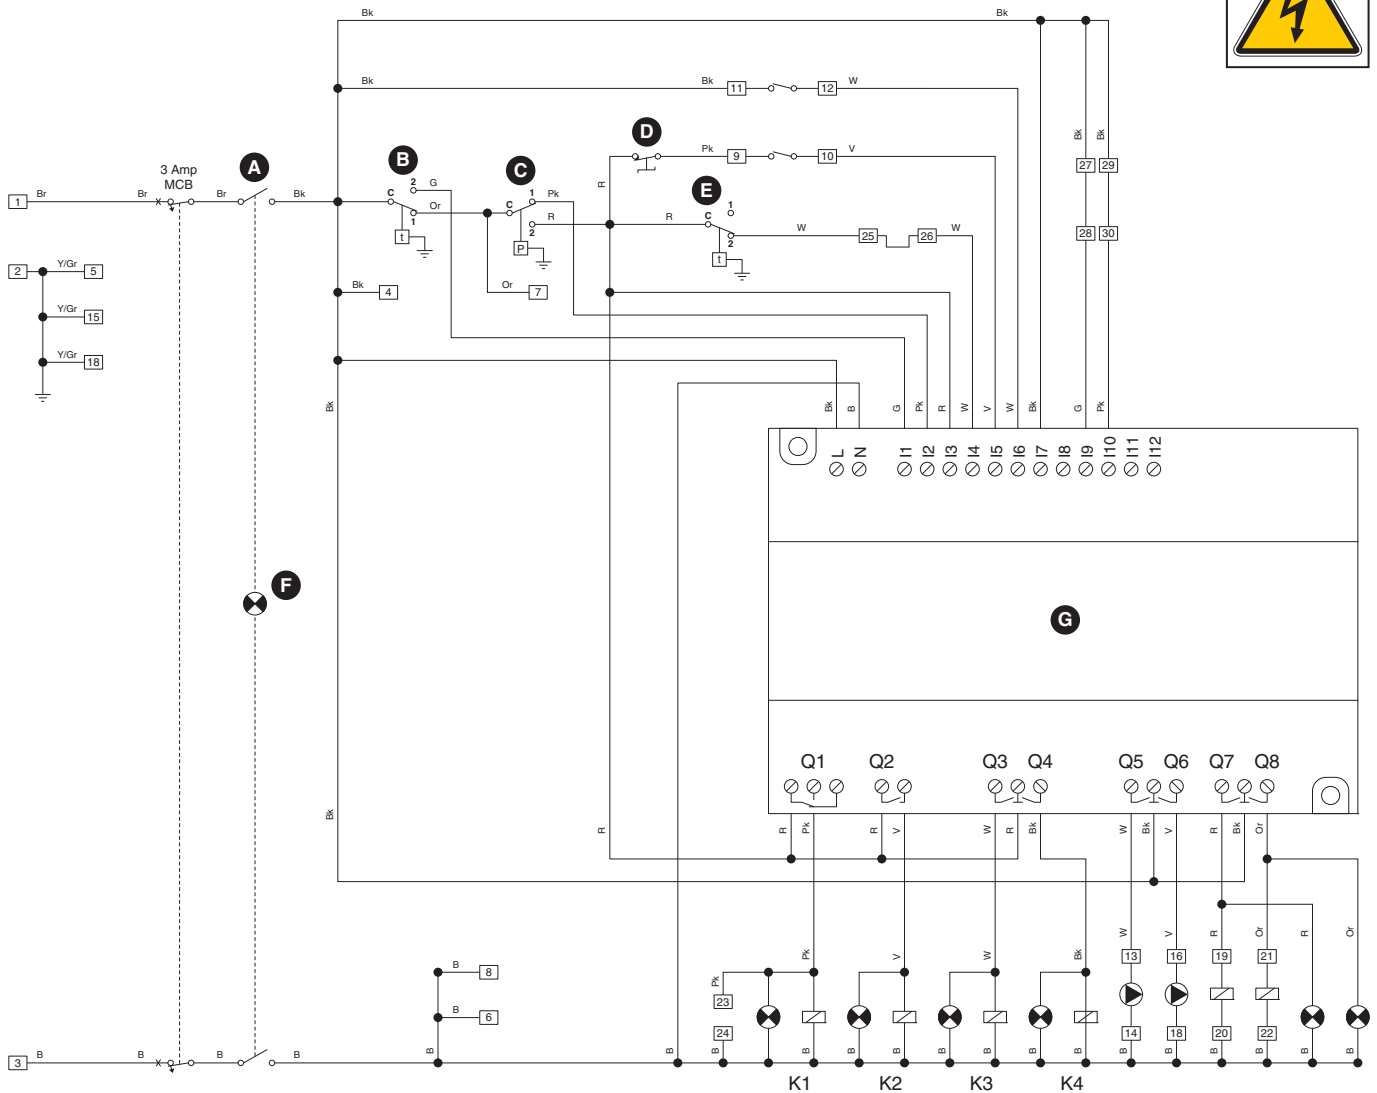 Bk Bk
Bk Bk 11 12 W
D
Pk 9 10 V
Bk Bk
27 29
3 Amp
MCB
A
B
C
E
1 Br Br Br Bk
C 2 G
1 Or
t
C 1 Pk
2 R
P
R
R
C 1
2 W 25 26 W
t
28 30
2 Y/Gr 5
Y/Gr 15
Y/Gr 18
Bk 4
Or 7
Bk
Bk B G Pk R W V W Bk G Pk
L N I1 I2 I3 I4 I5 I6 I7 I8 I9 I10 I11 I12
F
G
Q1 Q2 Q3 Q4 Q5 Q6 Q7 Q8
Bk
R
R Pk R V W R Bk W Bk V R Bk Or
Pk V W Bk W V R Or R Or
B 8
B 6
Pk
23
24
13 16 19 21
14 18 20 22
3 B B B B
B B B B B B B B B B B B B B B B B
K1 K2 K3 K4